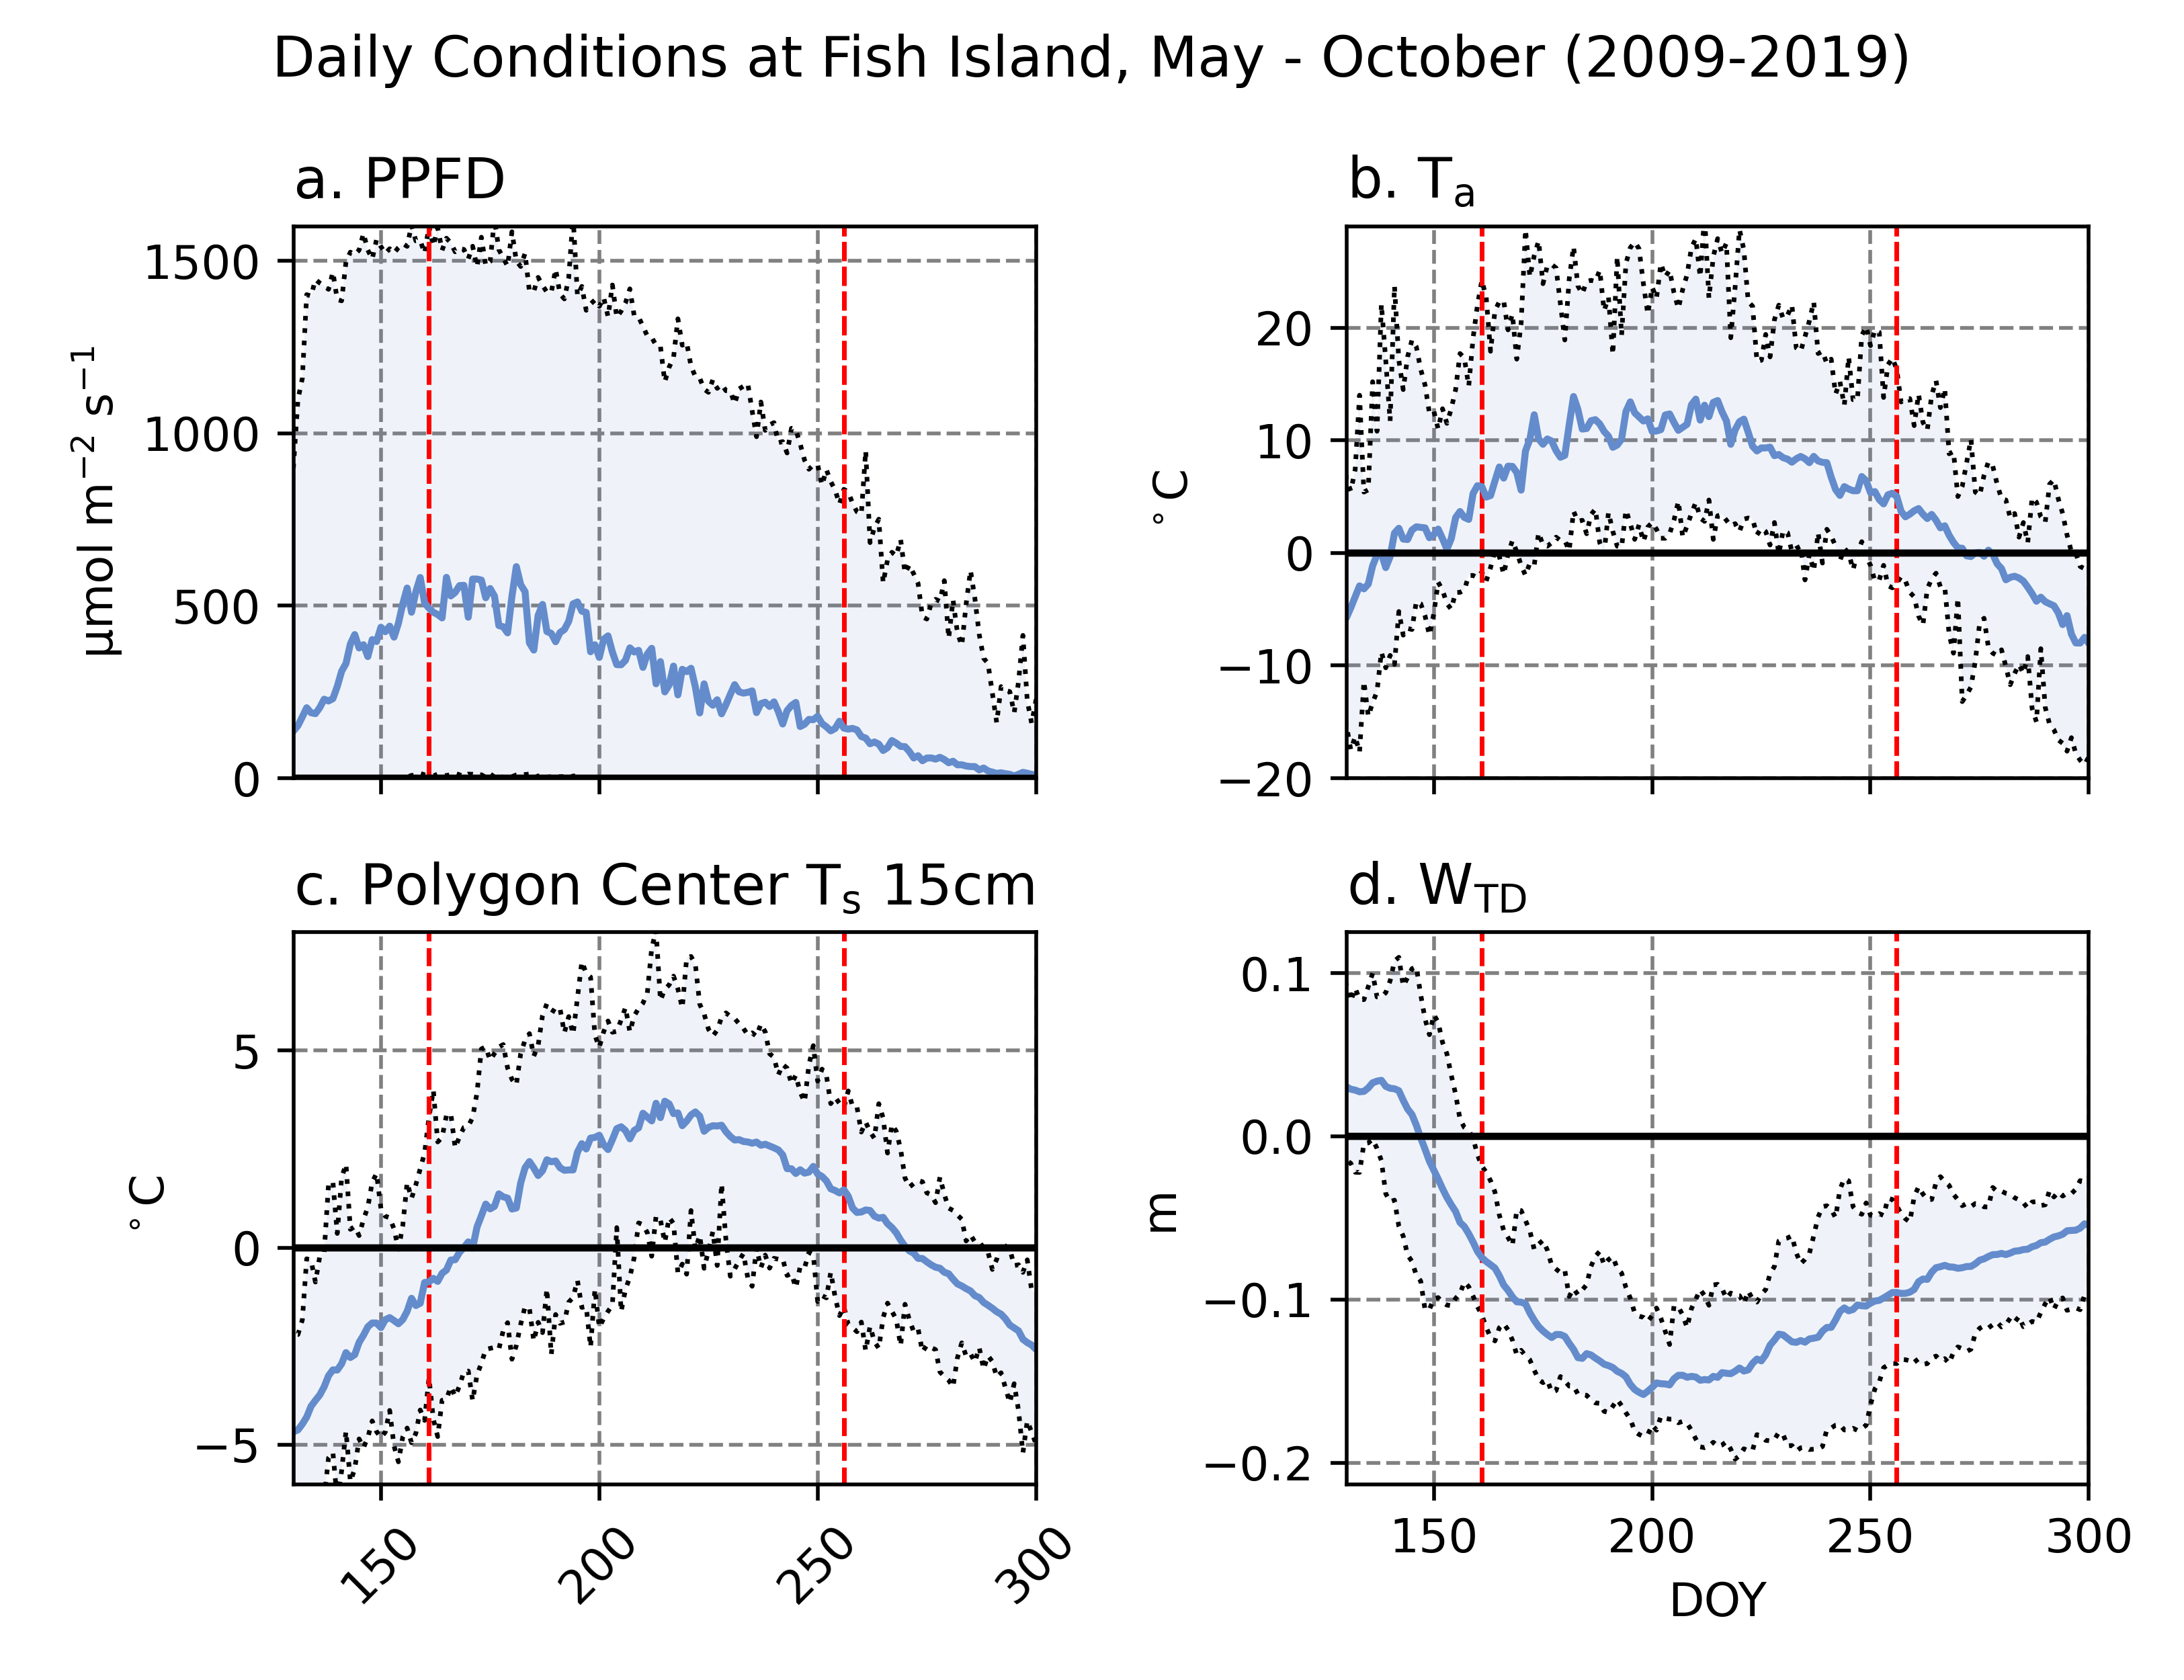 Daily Conditions at Fish Island, May - October (2009-2019)
a. PPFD
1500
1000
500
0
µmol m⁻² s⁻¹
b. Tₐ
20
10
0
−10
−20
°C
c. Polygon Center Tₛ 15cm
5
0
−5
°C
150
200
250
300
d. W_TD
0.1
0.0
−0.1
−0.2
m
150
200
250
300
DOY